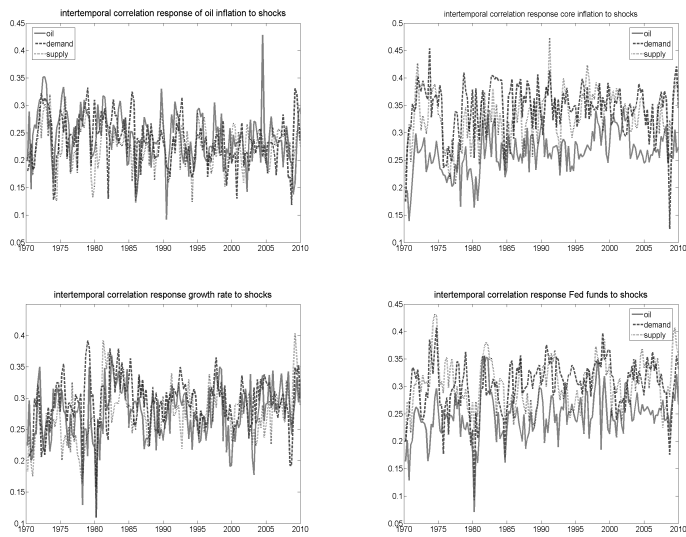 intertemporal correlation response of oil inflation to shocks
0.45
0.4
0.35
0.3
0.25
0.2
0.15
0.1
0.05
oil
demand
supply
1970 1975 1980 1985 1990 1995 2000 2005 2010
intertemporal correlation response core inflation to shocks
0.5
0.45
0.4
0.35
0.3
0.25
0.2
0.15
0.1
oil
demand
supply
1970 1975 1980 1985 1990 1995 2000 2005 2010
intertemporal correlation response growth rate to shocks
0.4
0.35
0.3
0.25
0.2
0.15
0.1
1970 1975 1980 1985 1990 1995 2000 2005 2010
intertemporal correlation response Fed funds to shocks
0.45
0.4
0.35
0.3
0.25
0.2
0.15
0.1
0.05
oil
demand
supply
1970 1975 1980 1985 1990 1995 2000 2005 2010